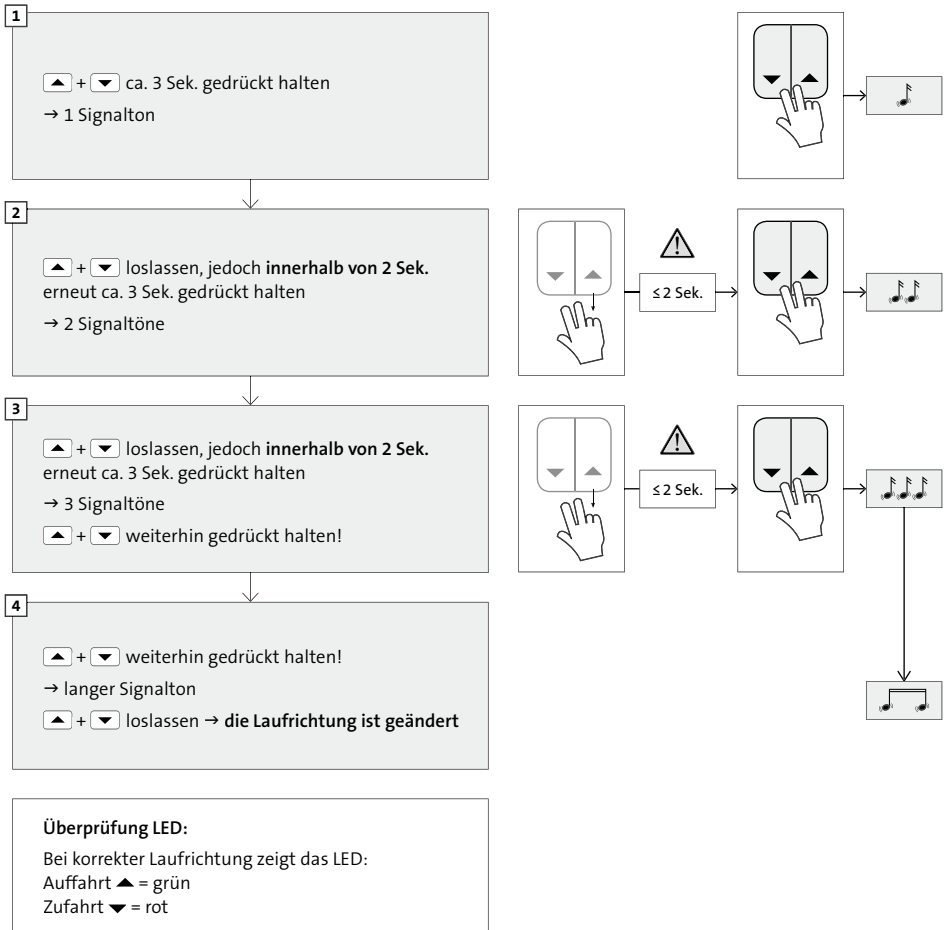 1
▲ + ▼ ca. 3 Sek. gedrückt halten
→ 1 Signalton
2
▲ + ▼ loslassen, jedoch innerhalb von 2 Sek.
erneut ca. 3 Sek. gedrückt halten
→ 2 Signaltöne
≤ 2 Sek.
3
▲ + ▼ loslassen, jedoch innerhalb von 2 Sek.
erneut ca. 3 Sek. gedrückt halten
→ 3 Signaltöne
▲ + ▼ weiterhin gedrückt halten!
≤ 2 Sek.
4
▲ + ▼ weiterhin gedrückt halten!
→ langer Signalton
▲ + ▼ loslassen → die Laufrichtung ist geändert
Überprüfung LED:
Bei korrekter Laufrichtung zeigt das LED:
Auffahrt ▲ = grün
Zufahrt ▼ = rot